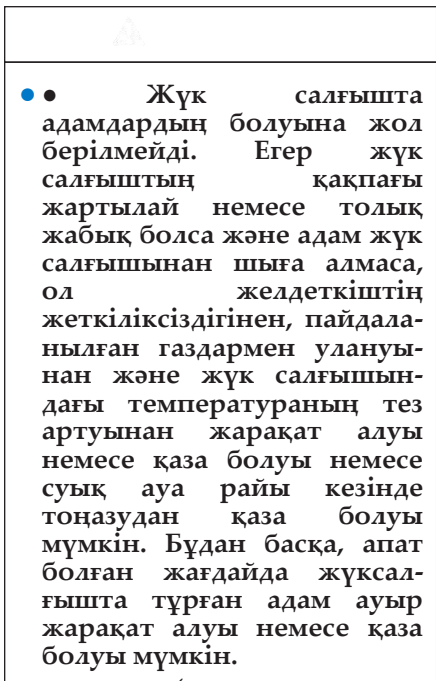 ●● Жүк салғышта
адамдардың болуына жол
берілмейді. Егер жүк
салғыштың қақпағы
жартылай немесе толық
жабық болса және адам жүк
салғышынан шыға алмаса,
ол желдеткіштің
жеткіліксіздігінен, пайдала-
нылған газдармен улануы-
нан және жүк салғышын-
дағы температураның тез
артуынан жарақат алуы
немесе қаза болуы немесе
суық ауа райы кезінде
тоңазудан қаза болуы
мүмкін. Бұдан басқа, апат
болған жағдайда жүксал-
ғышта тұрған адам ауыр
жарақат алуы немесе қаза
болуы мүмкін.